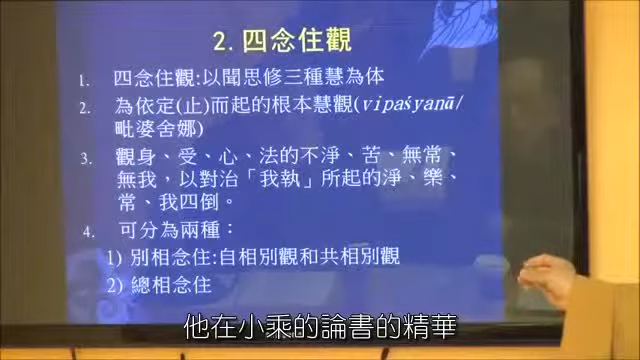 2.四念住觀
1. 四念住觀:以聞思修三種慧為体
2. 為依定(止)而起的根本慧觀(vipaśyanā/
毗婆舍娜)
3. 觀身、受、心、法的不淨、苦、無常、
無我，以對治「我執」所起的淨、樂、
常、我四倒。
4. 可分為兩種：
1) 別相念住:自相別觀和共相別觀
2) 總相念住
他在小乘的論書的精華